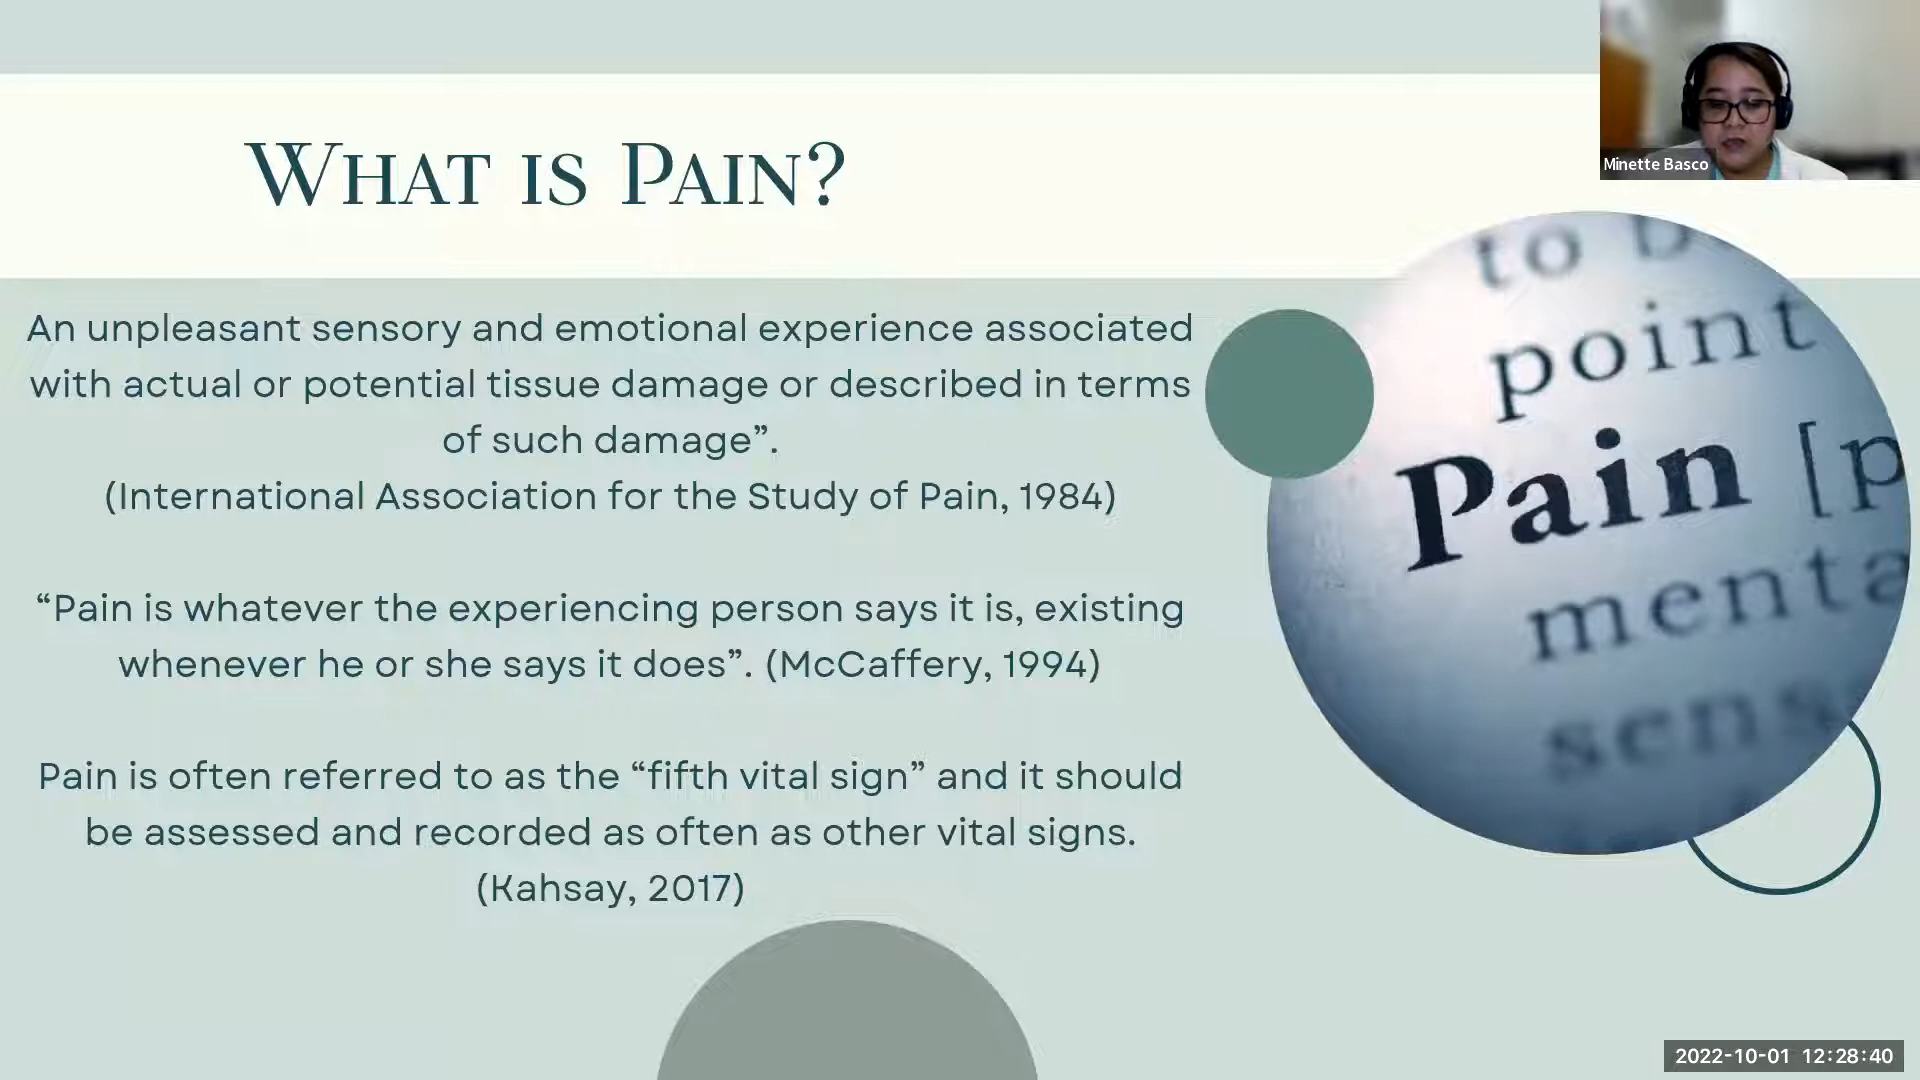 WHAT IS PAIN?
An unpleasant sensory and emotional experience associated
with actual or potential tissue damage or described in terms
of such damage”.
(International Association for the Study of Pain, 1984)
“Pain is whatever the experiencing person says it is, existing
whenever he or she says it does”. (McCaffery, 1994)
Pain is often referred to as the “fifth vital sign” and it should
be assessed and recorded as often as other vital signs.
(Kahsay, 2017)
Minette Basco
to b
point
Pain [p
menta
sens
2022-10-01 12:28:40